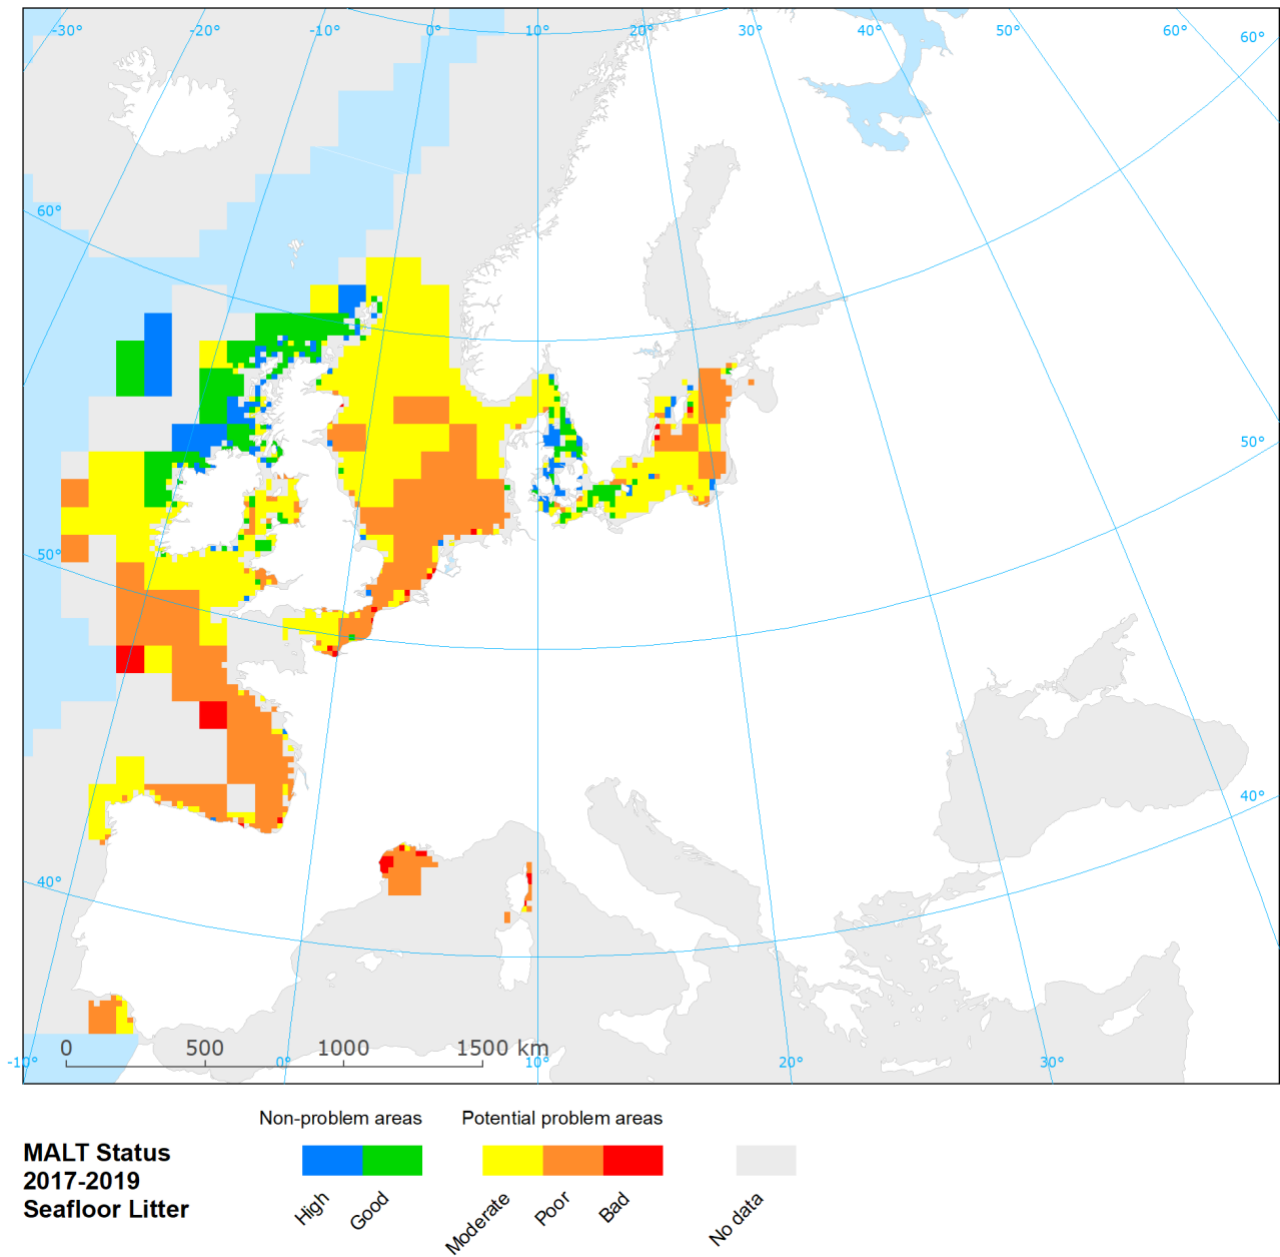 -30° -20° -10° 0° 10° 20° 30° 40° 50° 60°
60°
60°
50°
50°
40°
40°
0 500 1000 1500 km
-10° 0° 10° 20° 30°
Non-problem areas Potential problem areas
MALT Status
2017-2019
Seafloor Litter
High Good Moderate Poor Bad No data